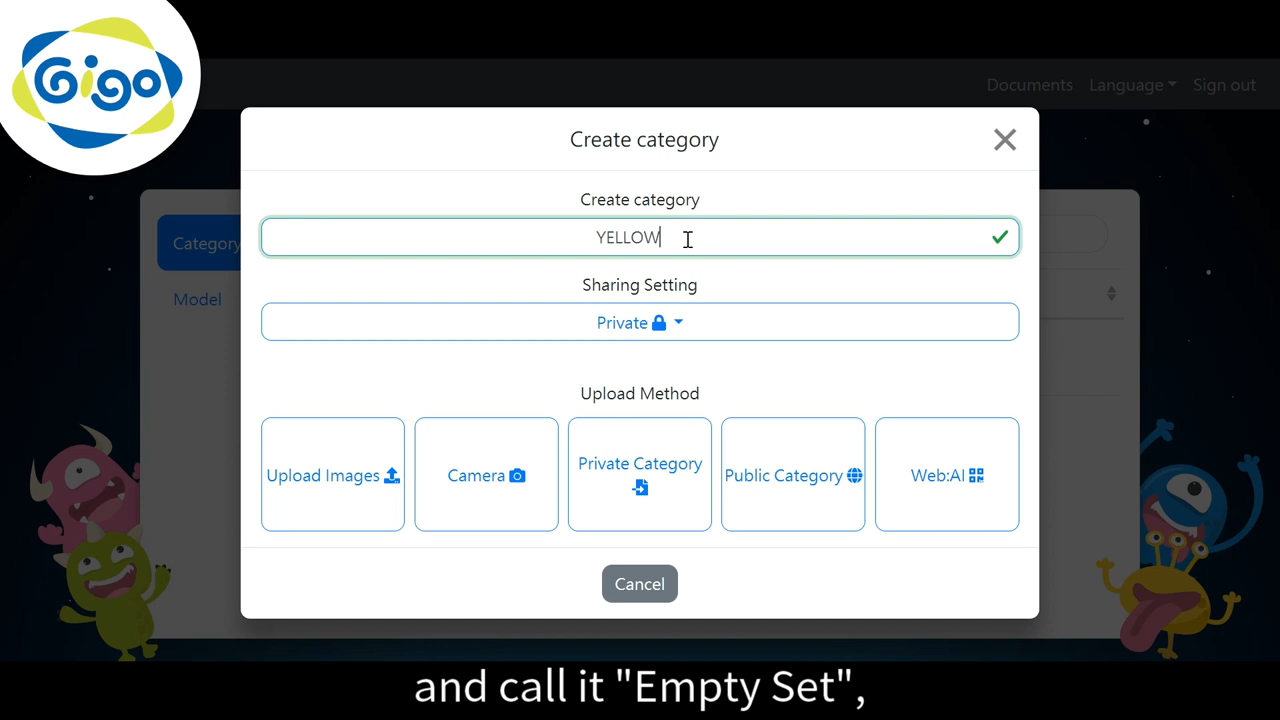 Gigo
Documents Language Sign out
Create category
Create category
Category
YELLOW
Sharing Setting
Model
Private
Upload Method
Upload Images
Camera
Private Category
Public Category
Web:AI
Cancel
and call it "Empty Set",